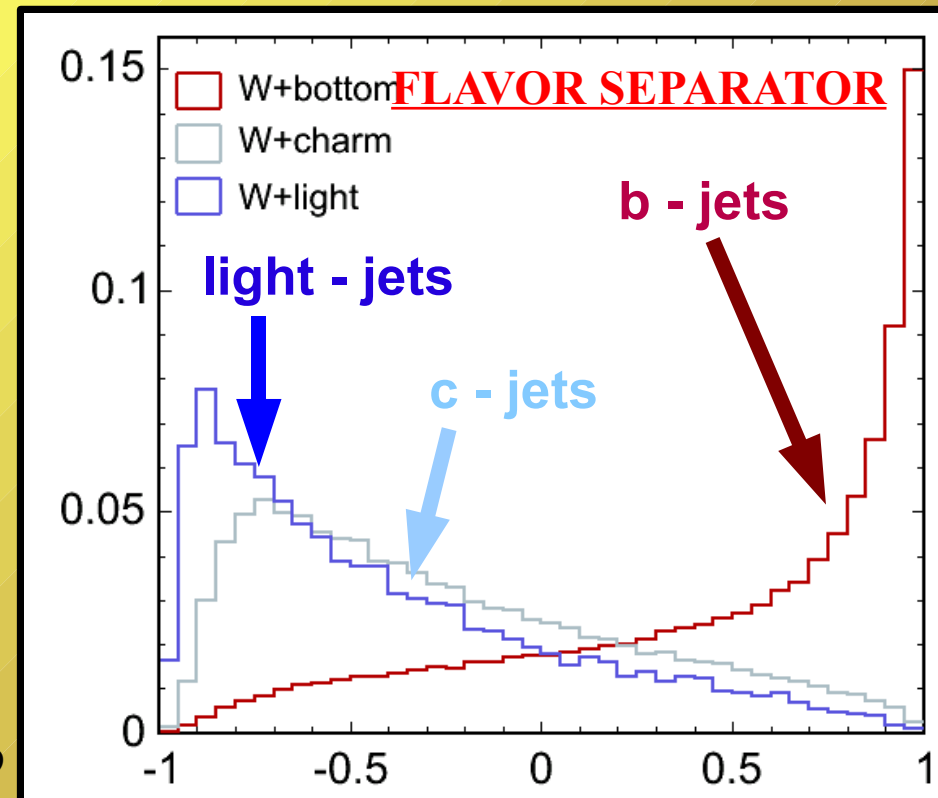 0.15
W+bottom
FLAVOR SEPARATOR
W+charm
W+light
b - jets
light - jets
0.1
c - jets
0.05
0
-1 -0.5 0 0.5 1